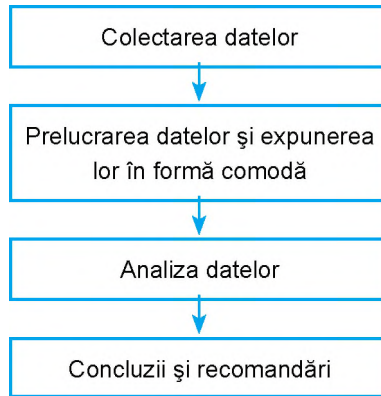 Colectarea datelor
Prelucrarea datelor şi expunerea
lor în formă comodă
Analiza datelor
Concluzii şi recomandări